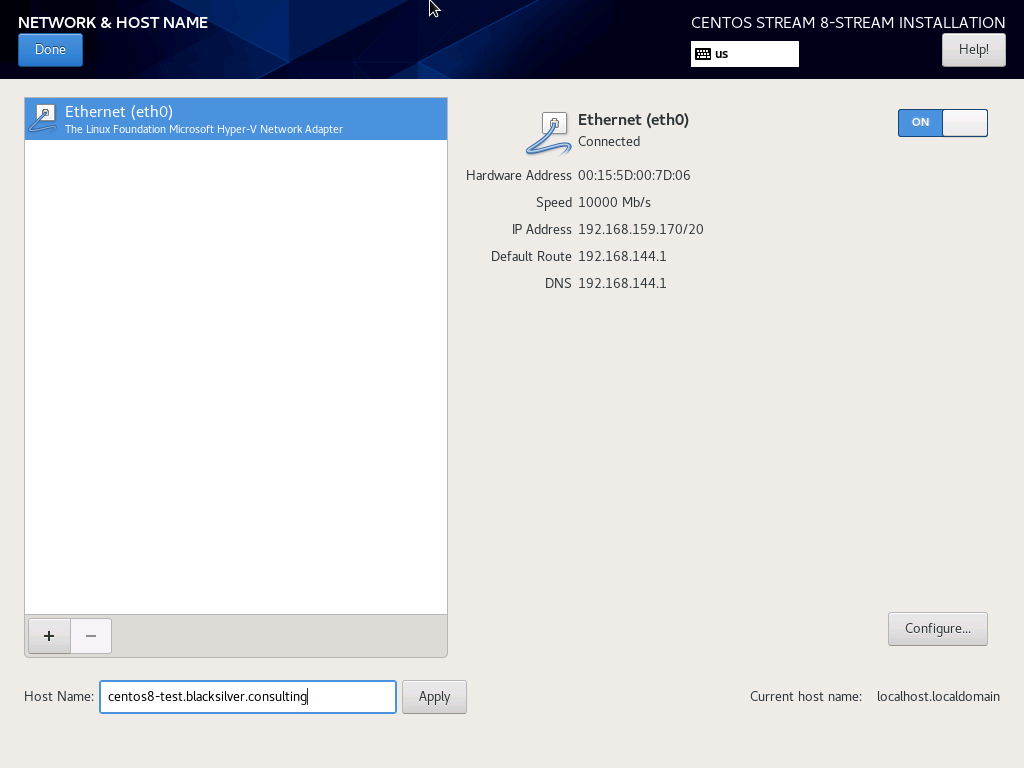 NETWORK & HOST NAME
CENTOS STREAM 8-STREAM INSTALLATION
Done
us
Help!
Ethernet (eth0)
The Linux Foundation Microsoft Hyper-V Network Adapter
Ethernet (eth0)
Connected
ON
Hardware Address 00:15:5D:00:7D:06
Speed 10000 Mb/s
IP Address 192.168.159.170/20
Default Route 192.168.144.1
DNS 192.168.144.1
+ −
Configure...
Host Name: centos8-test.blacksilver.consulting Apply
Current host name: localhost.localdomain